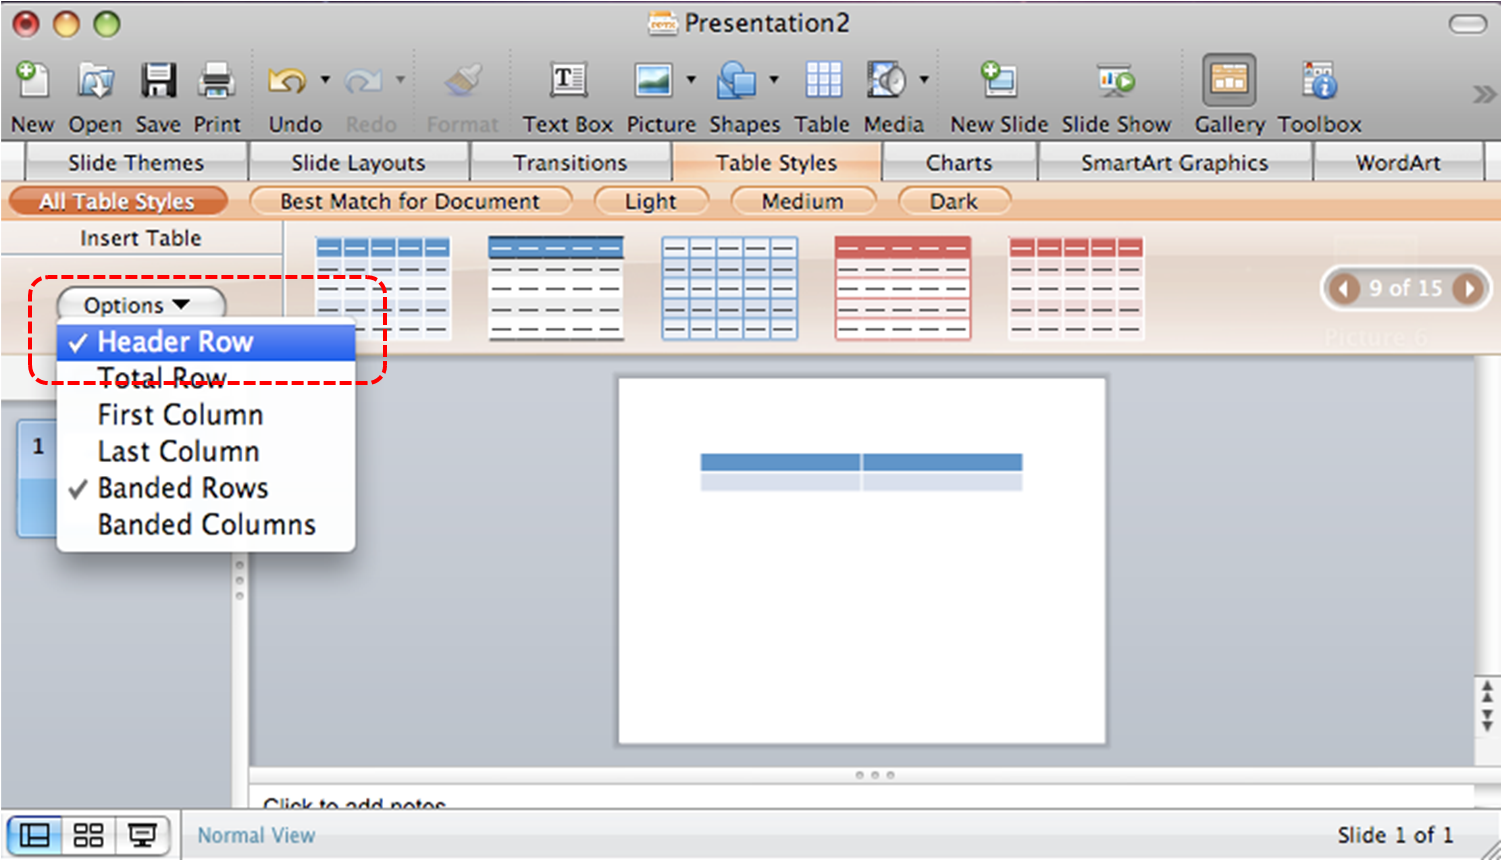 Presentation2
New Open Save Print Undo Redo Format Text Box Picture Shapes Table Media New Slide Slide Show Gallery Toolbox
Slide Themes Slide Layouts Transitions Table Styles Charts SmartArt Graphics WordArt
All Table Styles Best Match for Document Light Medium Dark
Insert Table
Options
9 of 15
Picture 6
Header Row
Total Row
First Column
Last Column
Banded Rows
Banded Columns
1
Click to add notes
Normal View
Slide 1 of 1